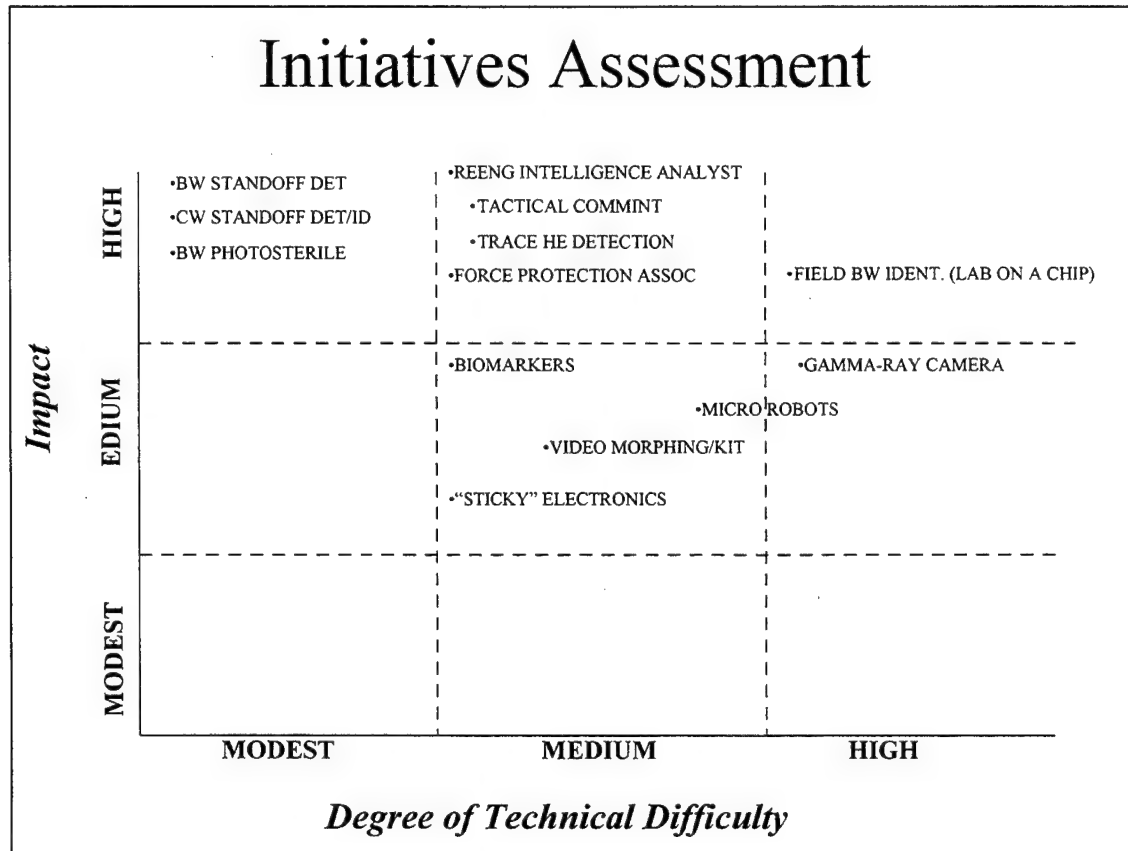 Initiatives Assessment
HIGH
•BW STANDOFF DET
•CW STANDOFF DET/ID
•BW PHOTOSTERILE
•REENG INTELLIGENCE ANALYST
•TACTICAL COMMINT
•TRACE HE DETECTION
•FORCE PROTECTION ASSOC
•FIELD BW IDENT. (LAB ON A CHIP)
Impact
EDIUM
•BIOMARKERS
•GAMMA-RAY CAMERA
•MICRO ROBOTS
•VIDEO MORPHING/KIT
•“STICKY” ELECTRONICS
MODEST
MODEST MEDIUM HIGH
Degree of Technical Difficulty